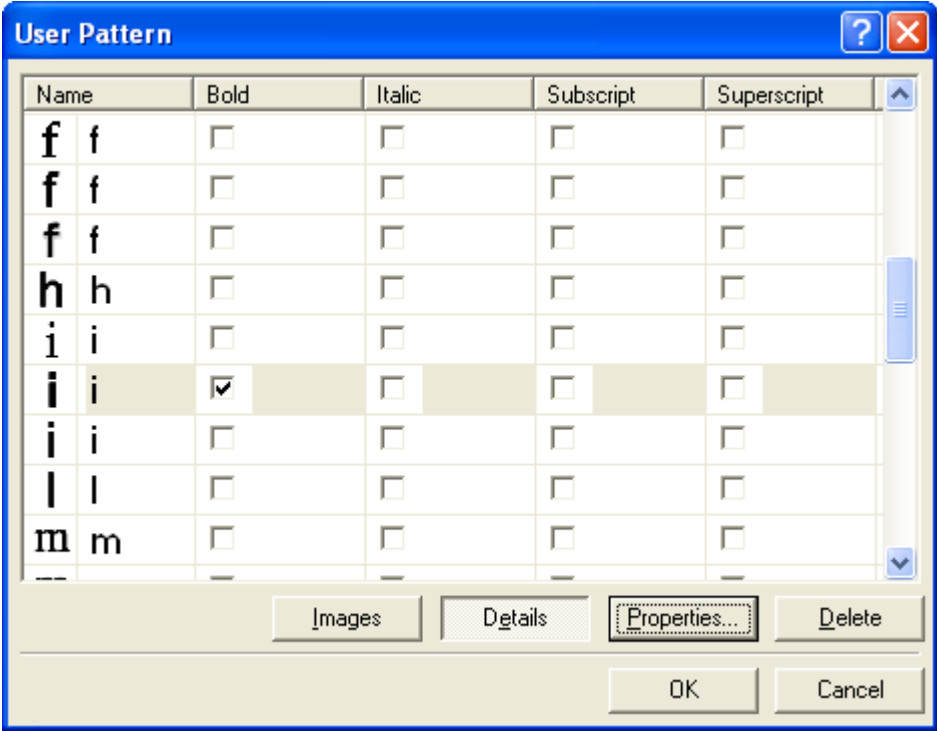 User Pattern
Name Bold Italic Subscript Superscript
f f
f f
f f
h h
i i
i i
i i
l l
m m
Images Details Properties... Delete
OK Cancel